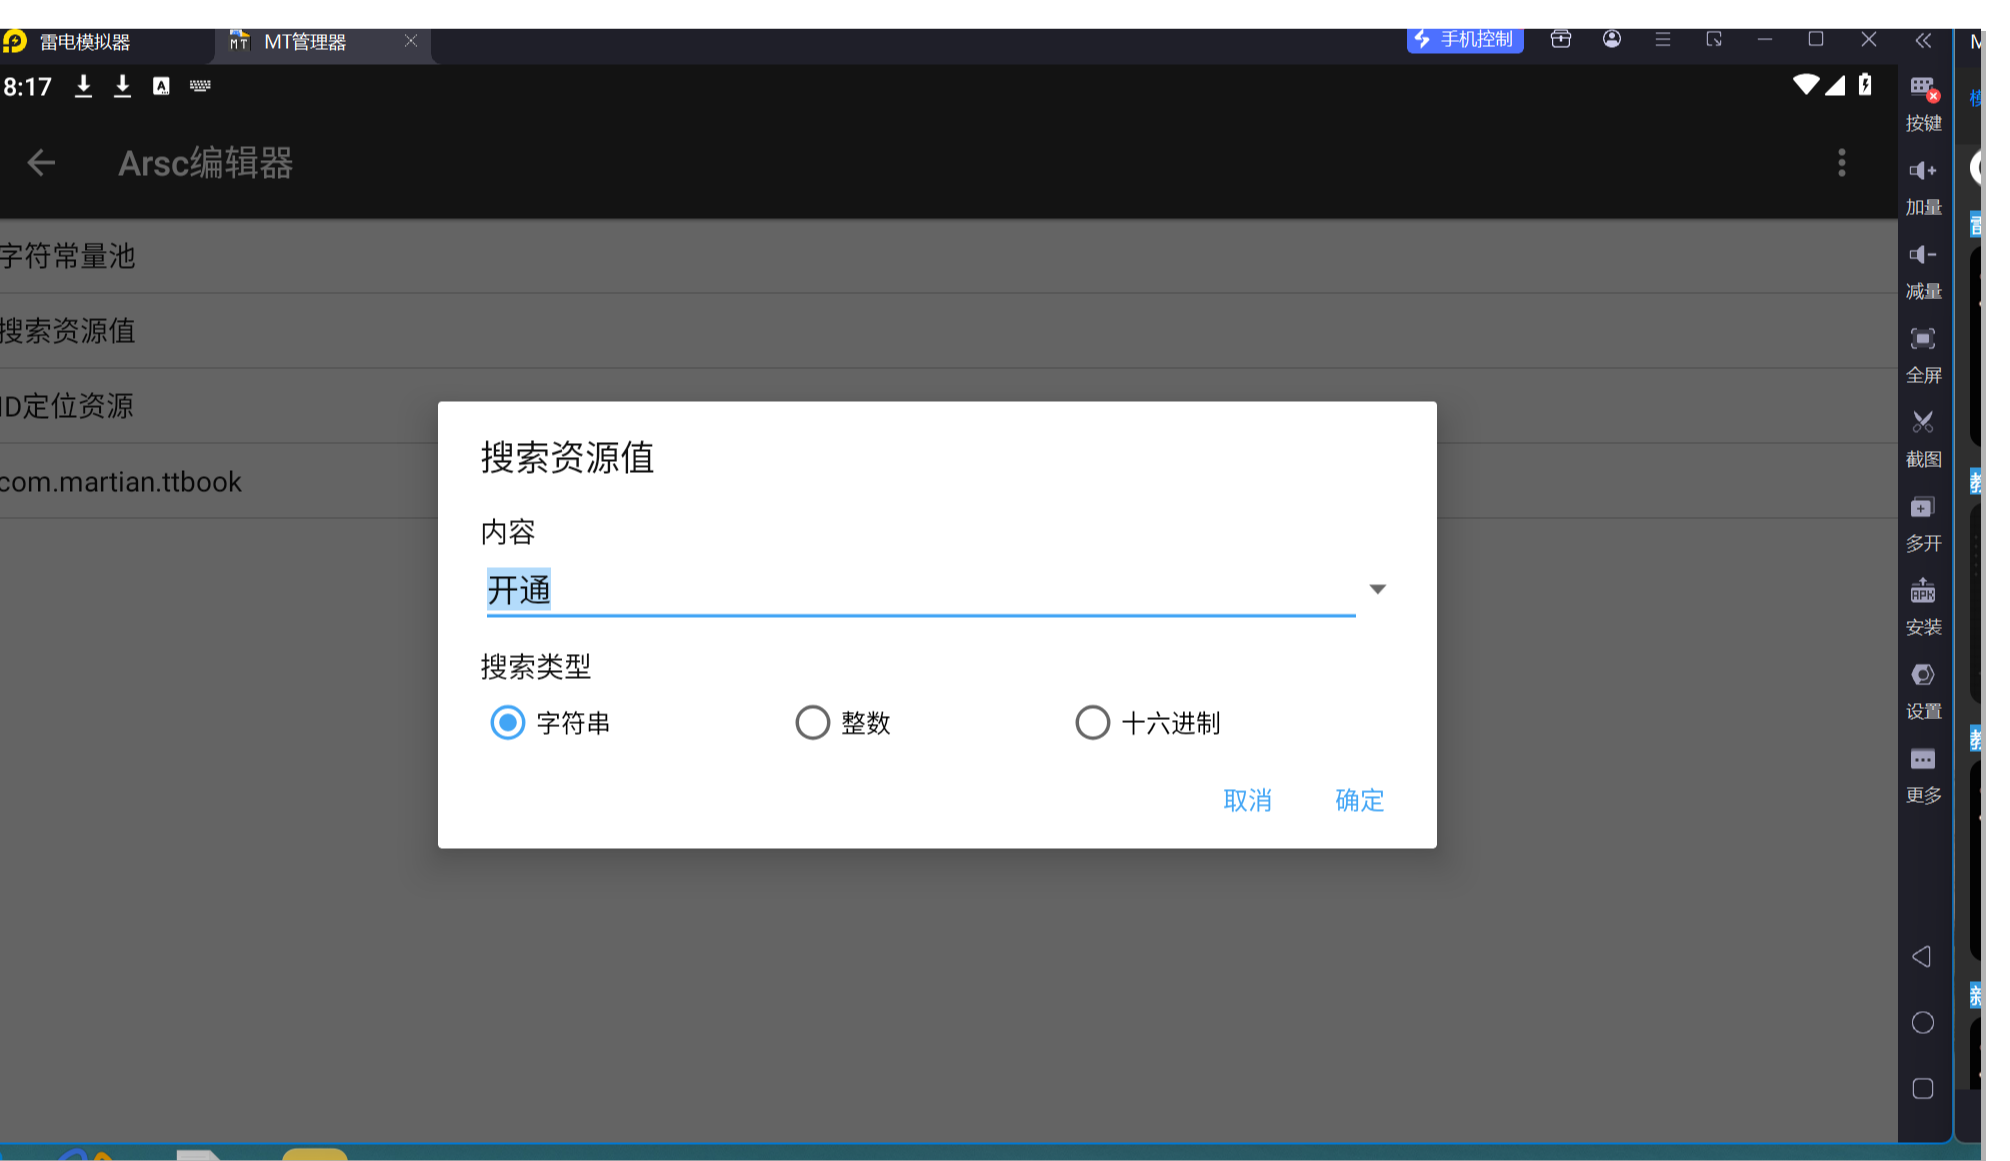 雷电模拟器
MT管理器
手机控制
8:17
Arsc编辑器
字符常量池
搜索资源值
ID定位资源
com.martian.ttbook
搜索资源值
内容
开通
搜索类型
字符串
整数
十六进制
取消
确定
按键
加量
减量
全屏
截图
多开
APK
安装
设置
更多